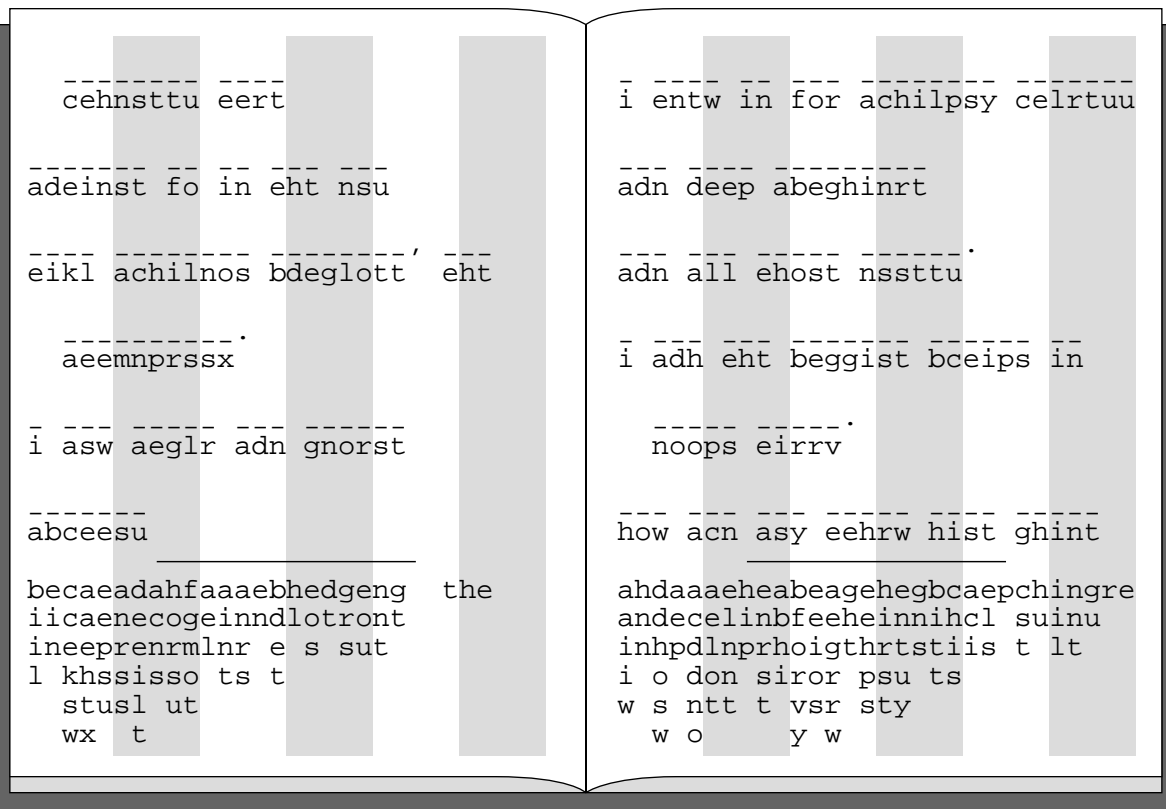 cehnsttu eert
adeinst fo in eht nsu
eikl achilnos bdeglott’ eht
aeemnprssx.
i asw aeglr adn gnorst
abceesu
becaeadahfaaaebhedgeng the
iicaenecogeinndlotront
ineeprenrmlnr e s sut
l khssisso ts t
stusl ut
wx t
i entw in for achilpsy celrtuu
adn deep abeghinrt
adn all ehost nssttu.
i adh eht beggist bceips in
noops eirrv.
how acn asy eehrw hist ghint
ahdaaaeheabeagehegbcaepchingre
andecelinbfeeheinnihcl suinu
inhpdlnprhoigthrtstiis t lt
i o don siror psu ts
w s ntt t vsr sty
w o y w